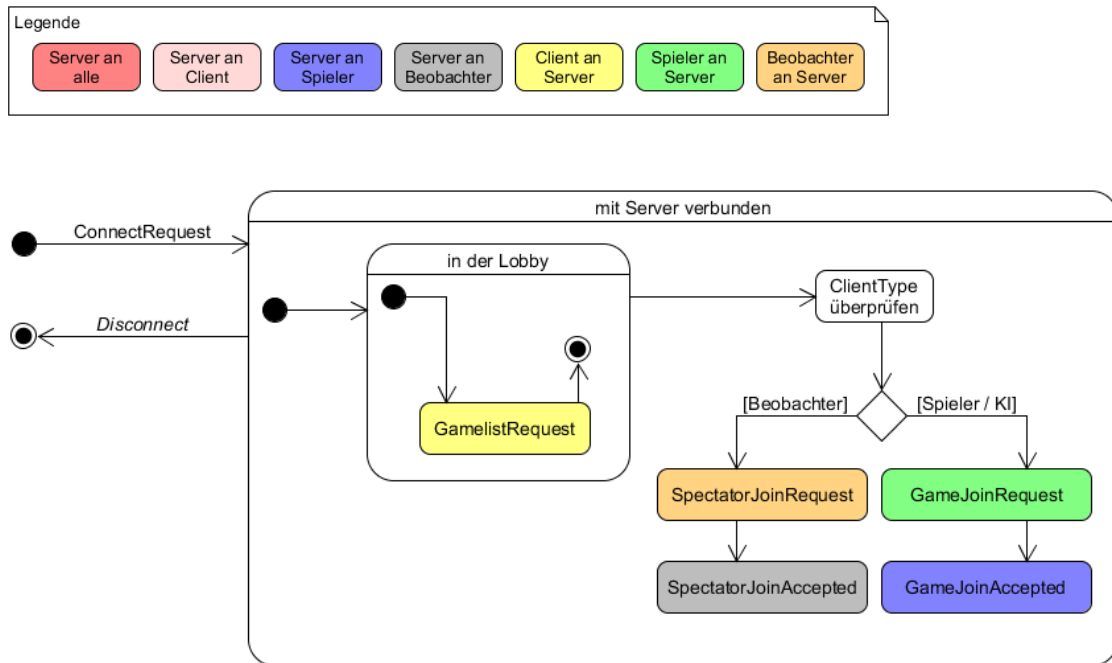 Legende
Server an
alle
Server an
Client
Server an
Spieler
Server an
Beobachter
Client an
Server
Spieler an
Server
Beobachter
an Server
mit Server verbunden
ConnectRequest
in der Lobby
ClientType
überprüfen
Disconnect
[Beobachter]
[Spieler / KI]
GamelistRequest
SpectatorJoinRequest
GameJoinRequest
SpectatorJoinAccepted
GameJoinAccepted